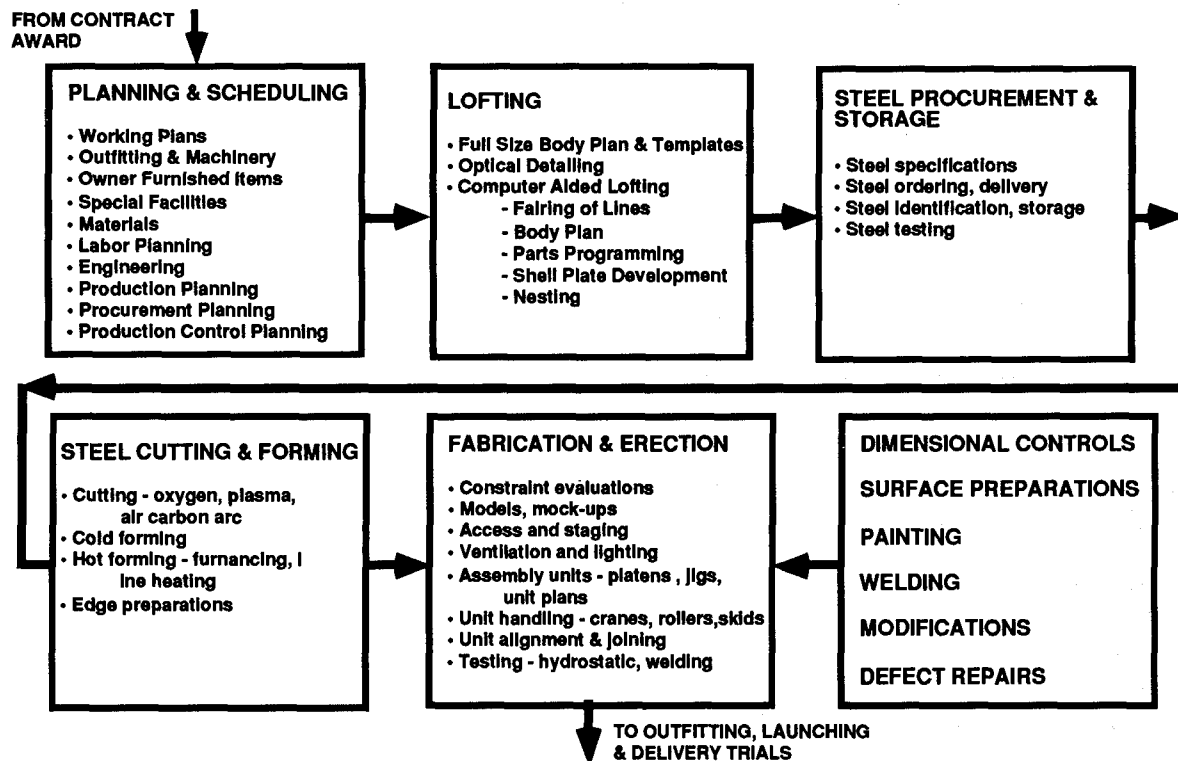 FROM CONTRACT
AWARD
PLANNING & SCHEDULING
• Working Plans
• Outfitting & Machinery
• Owner Furnished Items
• Special Facilities
• Materials
• Labor Planning
• Engineering
• Production Planning
• Procurement Planning
• Production Control Planning
LOFTING
• Full Size Body Plan & Templates
• Optical Detailing
• Computer Aided Lofting
- Fairing of Lines
- Body Plan
- Parts Programming
- Shell Plate Development
- Nesting
STEEL PROCUREMENT &
STORAGE
• Steel specifications
• Steel ordering, delivery
• Steel identification, storage
• Steel testing
STEEL CUTTING & FORMING
• Cutting - oxygen, plasma,
air carbon arc
• Cold forming
• Hot forming - furnancing, l
ine heating
• Edge preparations
FABRICATION & ERECTION
• Constraint evaluations
• Models, mock-ups
• Access and staging
• Ventilation and lighting
• Assembly units - platens , jigs,
unit plans
• Unit handling - cranes, rollers,skids
• Unit alignment & joining
• Testing - hydrostatic, welding
DIMENSIONAL CONTROLS
SURFACE PREPARATIONS
PAINTING
WELDING
MODIFICATIONS
DEFECT REPAIRS
TO OUTFITTING, LAUNCHING
& DELIVERY TRIALS